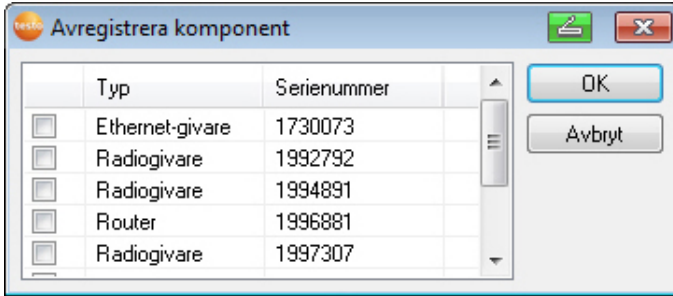 testo Avregistrera komponent
Typ Serienummer OK
Ethernet-givare 1730073 Avbryt
Radiogivare 1992792
Radiogivare 1994891
Router 1996881
Radiogivare 1997307